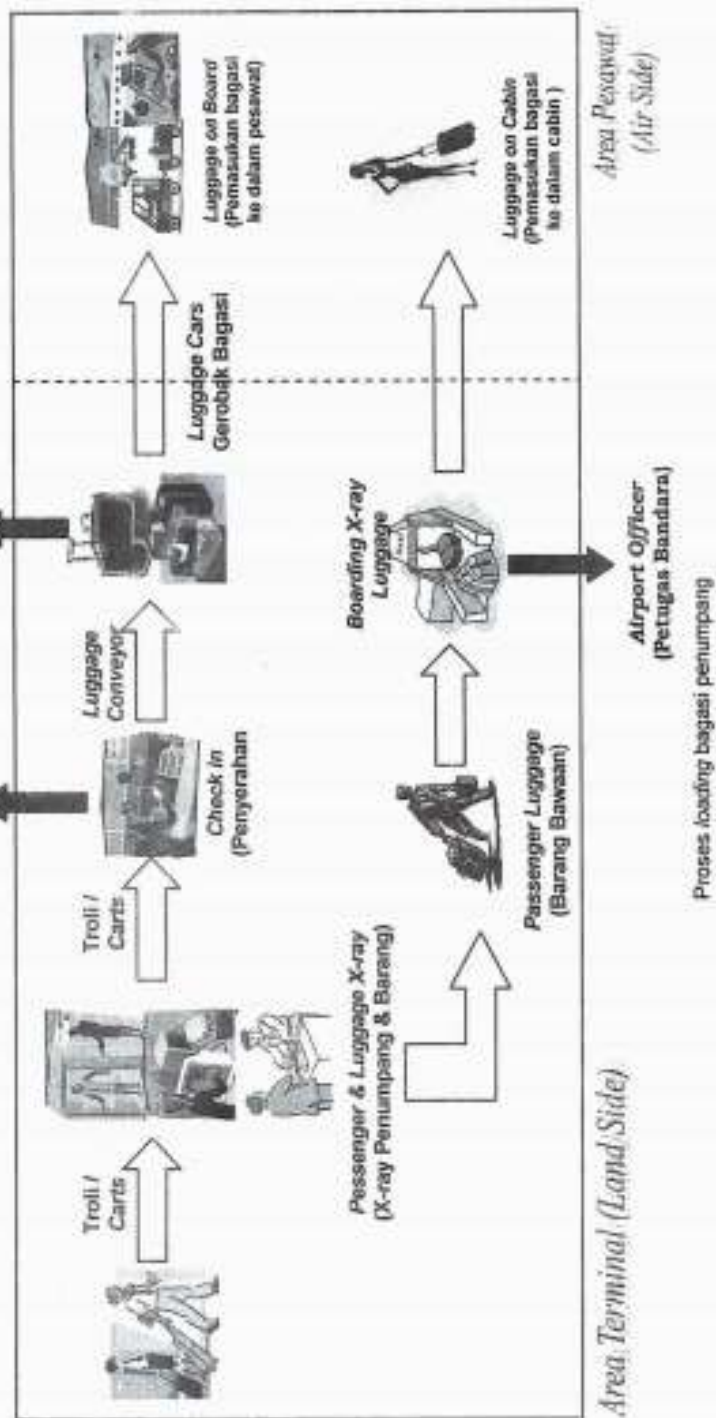 Troli /
Carts
Pessenger & Luggage X-ray
(X-ray Penumpang & Barang)
Troli /
Carts
Check in
(Penyerahan
Luggage
Conveyor
Luggage Cars
Gerobak Bagasi
Luggage on Board
(Pemasukan bagasi
ke dalam pesawat)
Passenger Luggage
(Barang Bawaan)
Boarding X-ray
Luggage
Luggage on Cabin
(Pemasukan bagasi
ke dalam cabin )
Area Terminal (Land Side)
Airport Officer
(Petugas Bandara)
Area Pesawat
(Air Side)
Proses loading bagasi penumpang